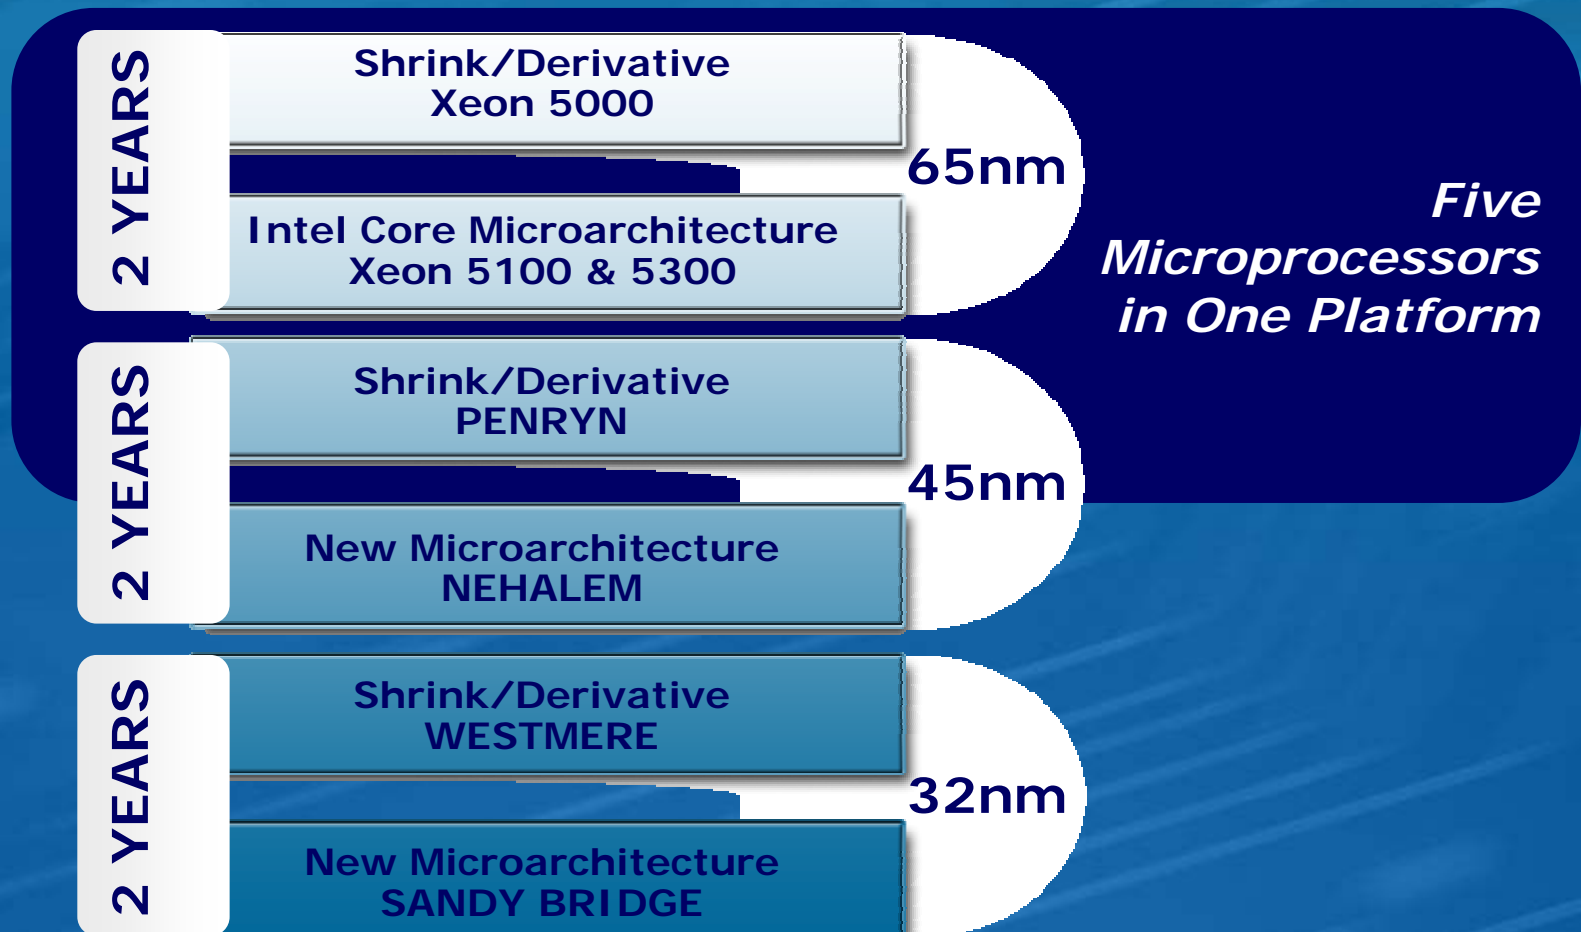 2 YEARS
Shrink/Derivative
Xeon 5000
Intel Core Microarchitecture
Xeon 5100 & 5300
65nm
Five
Microprocessors
in One Platform
2 YEARS
Shrink/Derivative
PENRYN
New Microarchitecture
NEHALEM
45nm
2 YEARS
Shrink/Derivative
WESTMERE
New Microarchitecture
SANDY BRIDGE
32nm